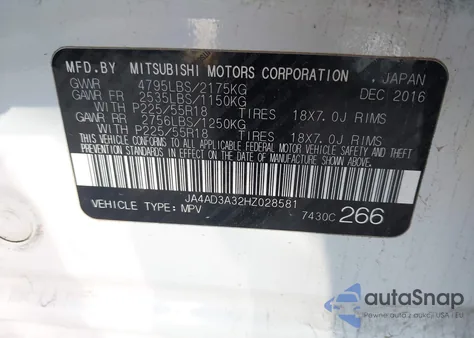 MFD.BY MITSUBISHI MOTORS CORPORATION , JAPAN
GVWR 4795LBS/2175KG DEC 2016
GAWR FR 2535LBS/1150KG
WITH P225/55R18 TIRES 18X7.0J RIMS
GAWR RR 2756LBS/1250KG
WITH P225/55R18 TIRES 18X7.0J RIMS
THIS VEHICLE CONFORMS TO ALL APPLICABLE
FEDERAL MOTOR VEHICLE SAFETY AND
THEFT PREVENTION STANDARDS IN EFFECT ON
THE DATE OF MANUFACTURE SHOWN ABOVE.
JA4AD3A32HZ028581
VEHICLE TYPE: MPV 7430C 266
autoSnap